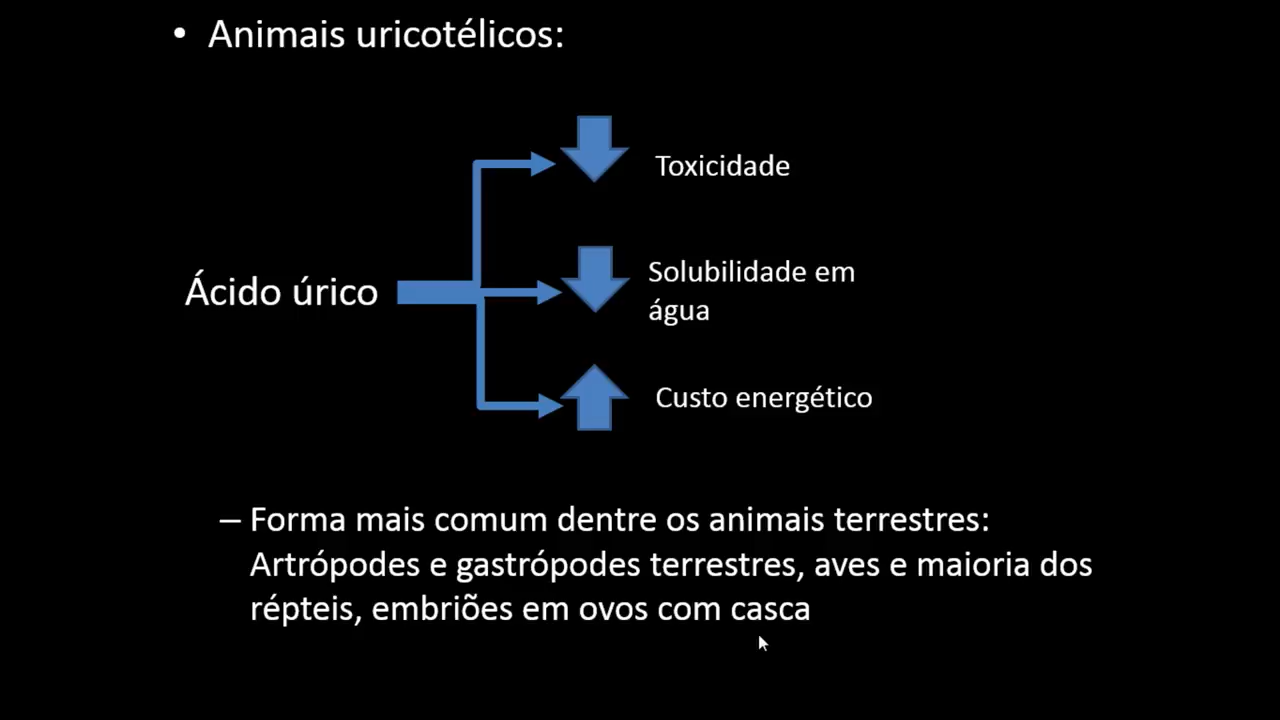 • Animais uricotélicos:
Toxicidade
Ácido úrico
Solubilidade em
água
Custo energético
– Forma mais comum dentre os animais terrestres:
Artrópodes e gastrópodes terrestres, aves e maioria dos
répteis, embriões em ovos com casca